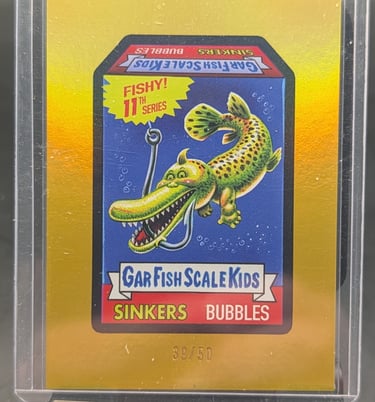 SINKERS BUBBLES
GAR FISH SCALE KIDS
FISHY!
11TH
SERIES
GAR FISH SCALE KIDS
SINKERS BUBBLES
39/50